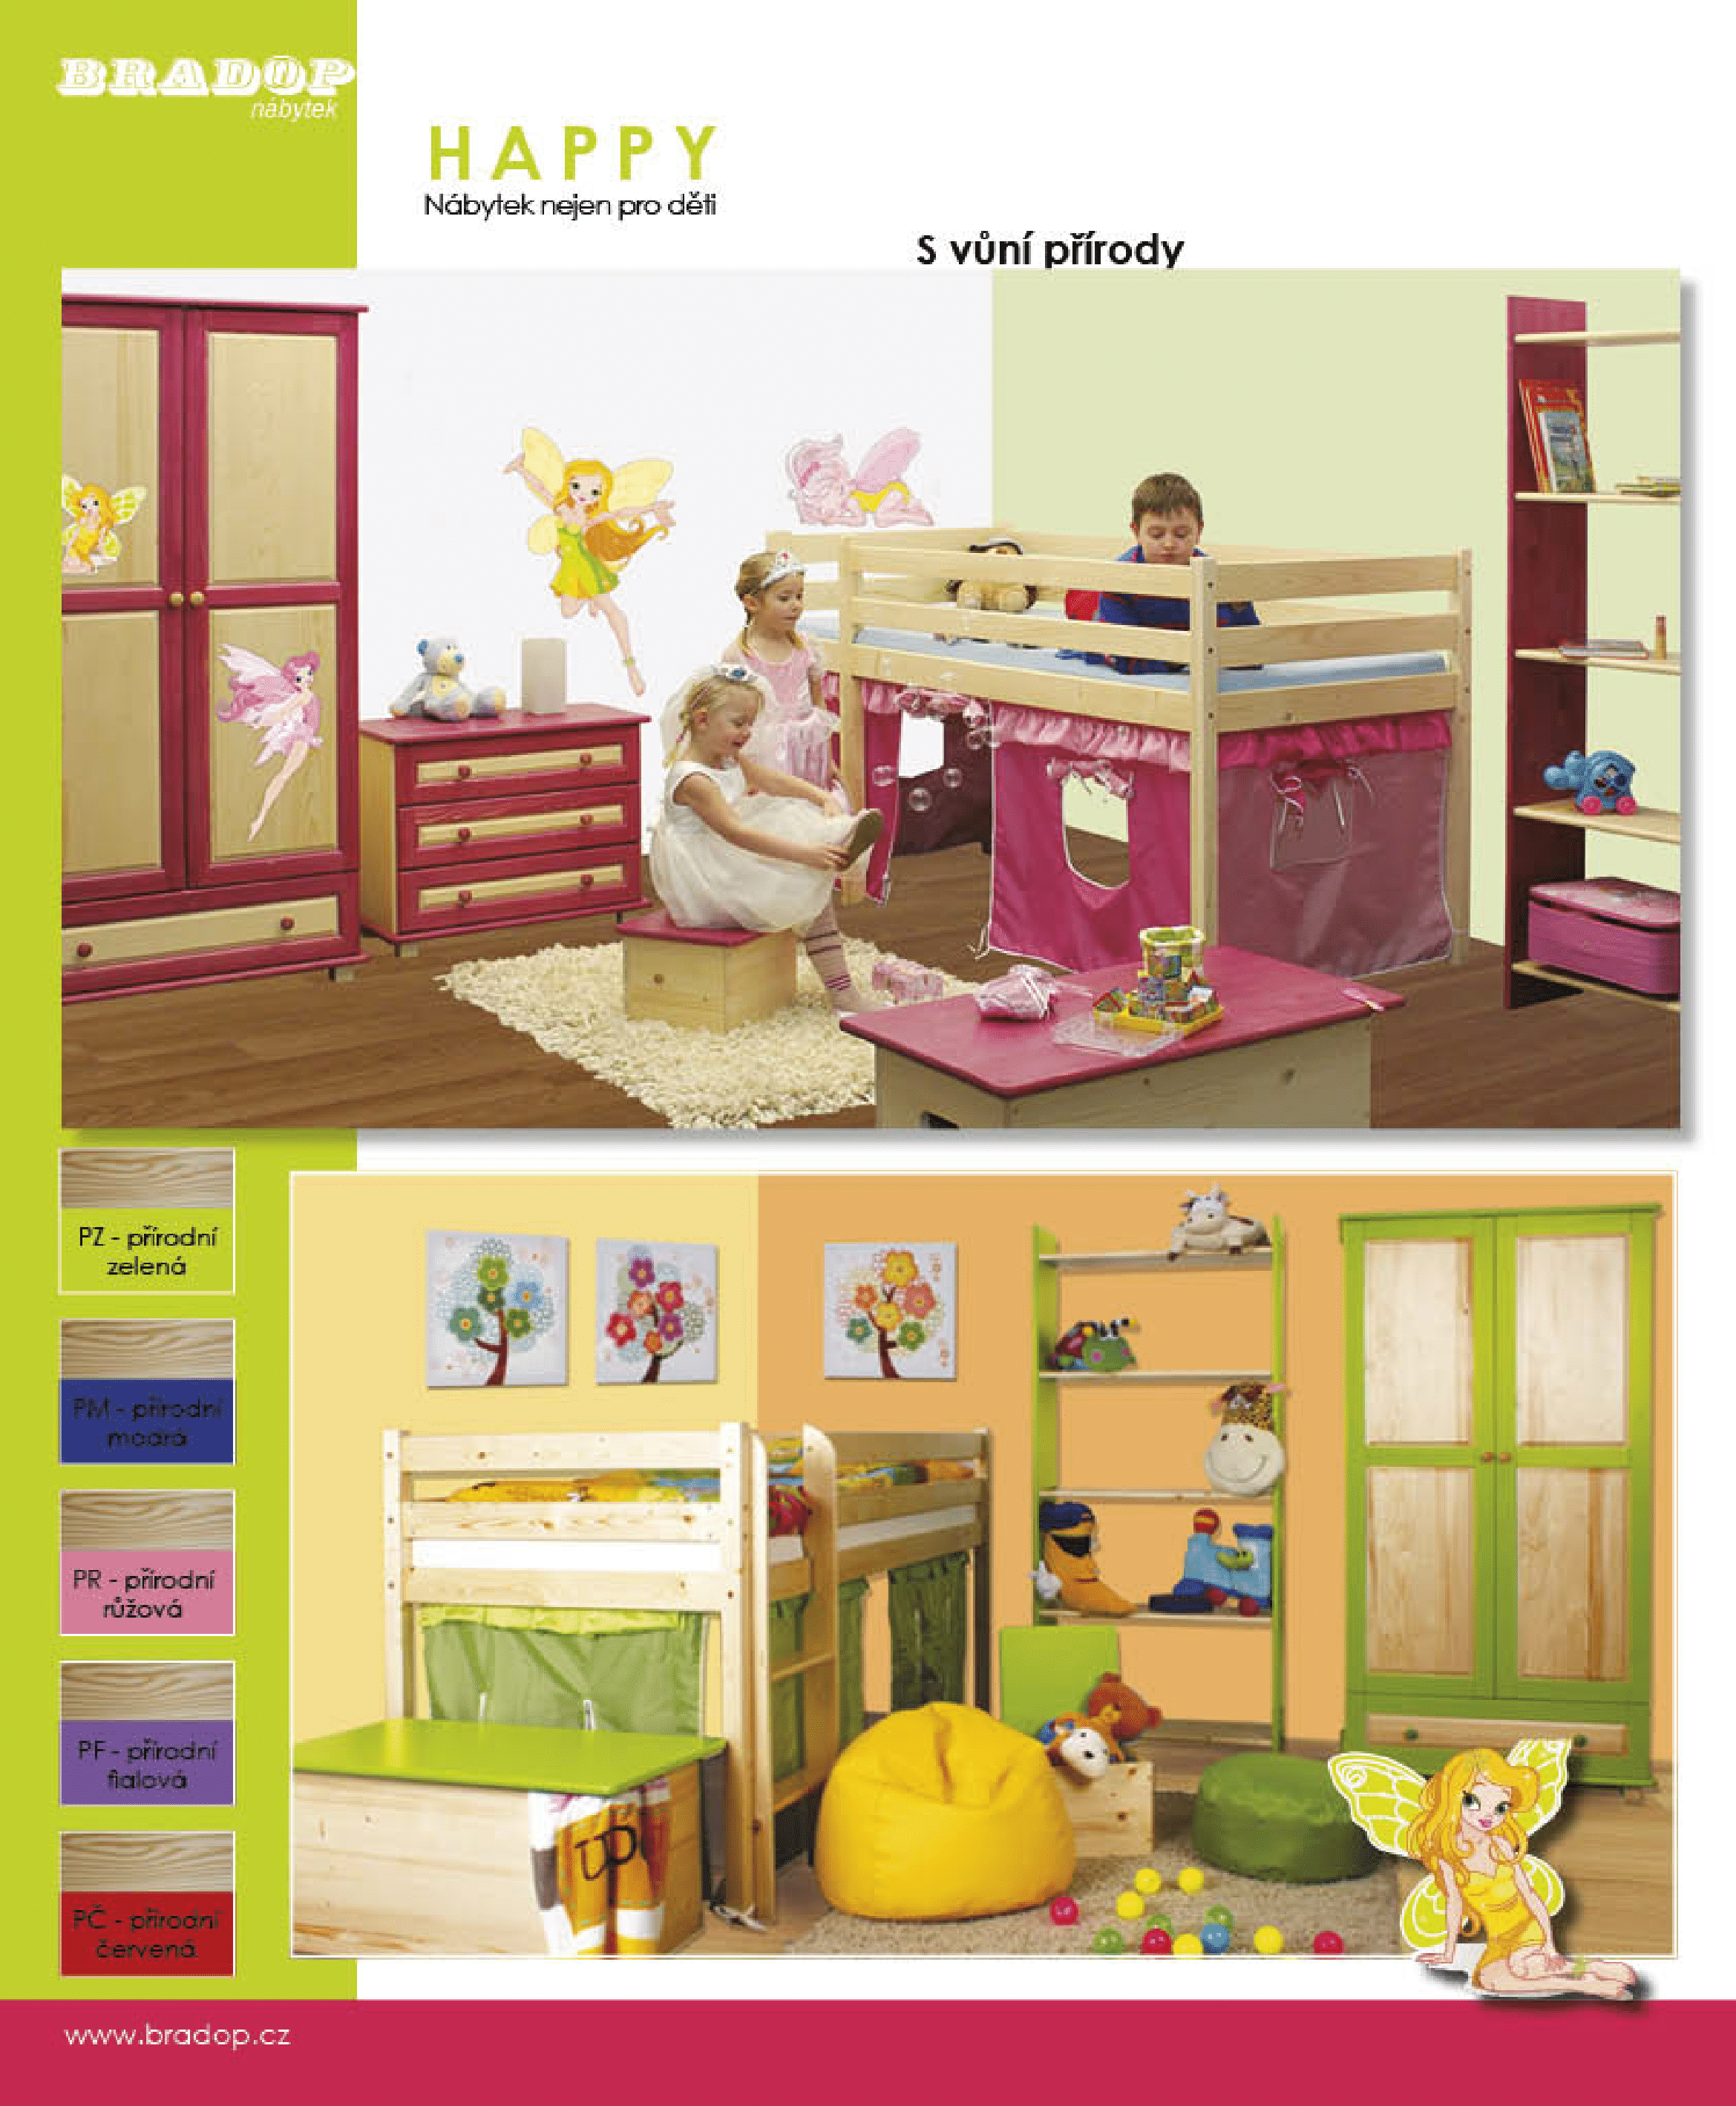 BRADOP
nábytek
HAPPY
Nábytek nejen pro děti
S vůní přírody
PZ - přírodní
zelená
PM - přírodní
modrá
PR - přírodní
růžová
PF - přírodní
fialová
PČ - přírodní
červená
www.bradop.cz